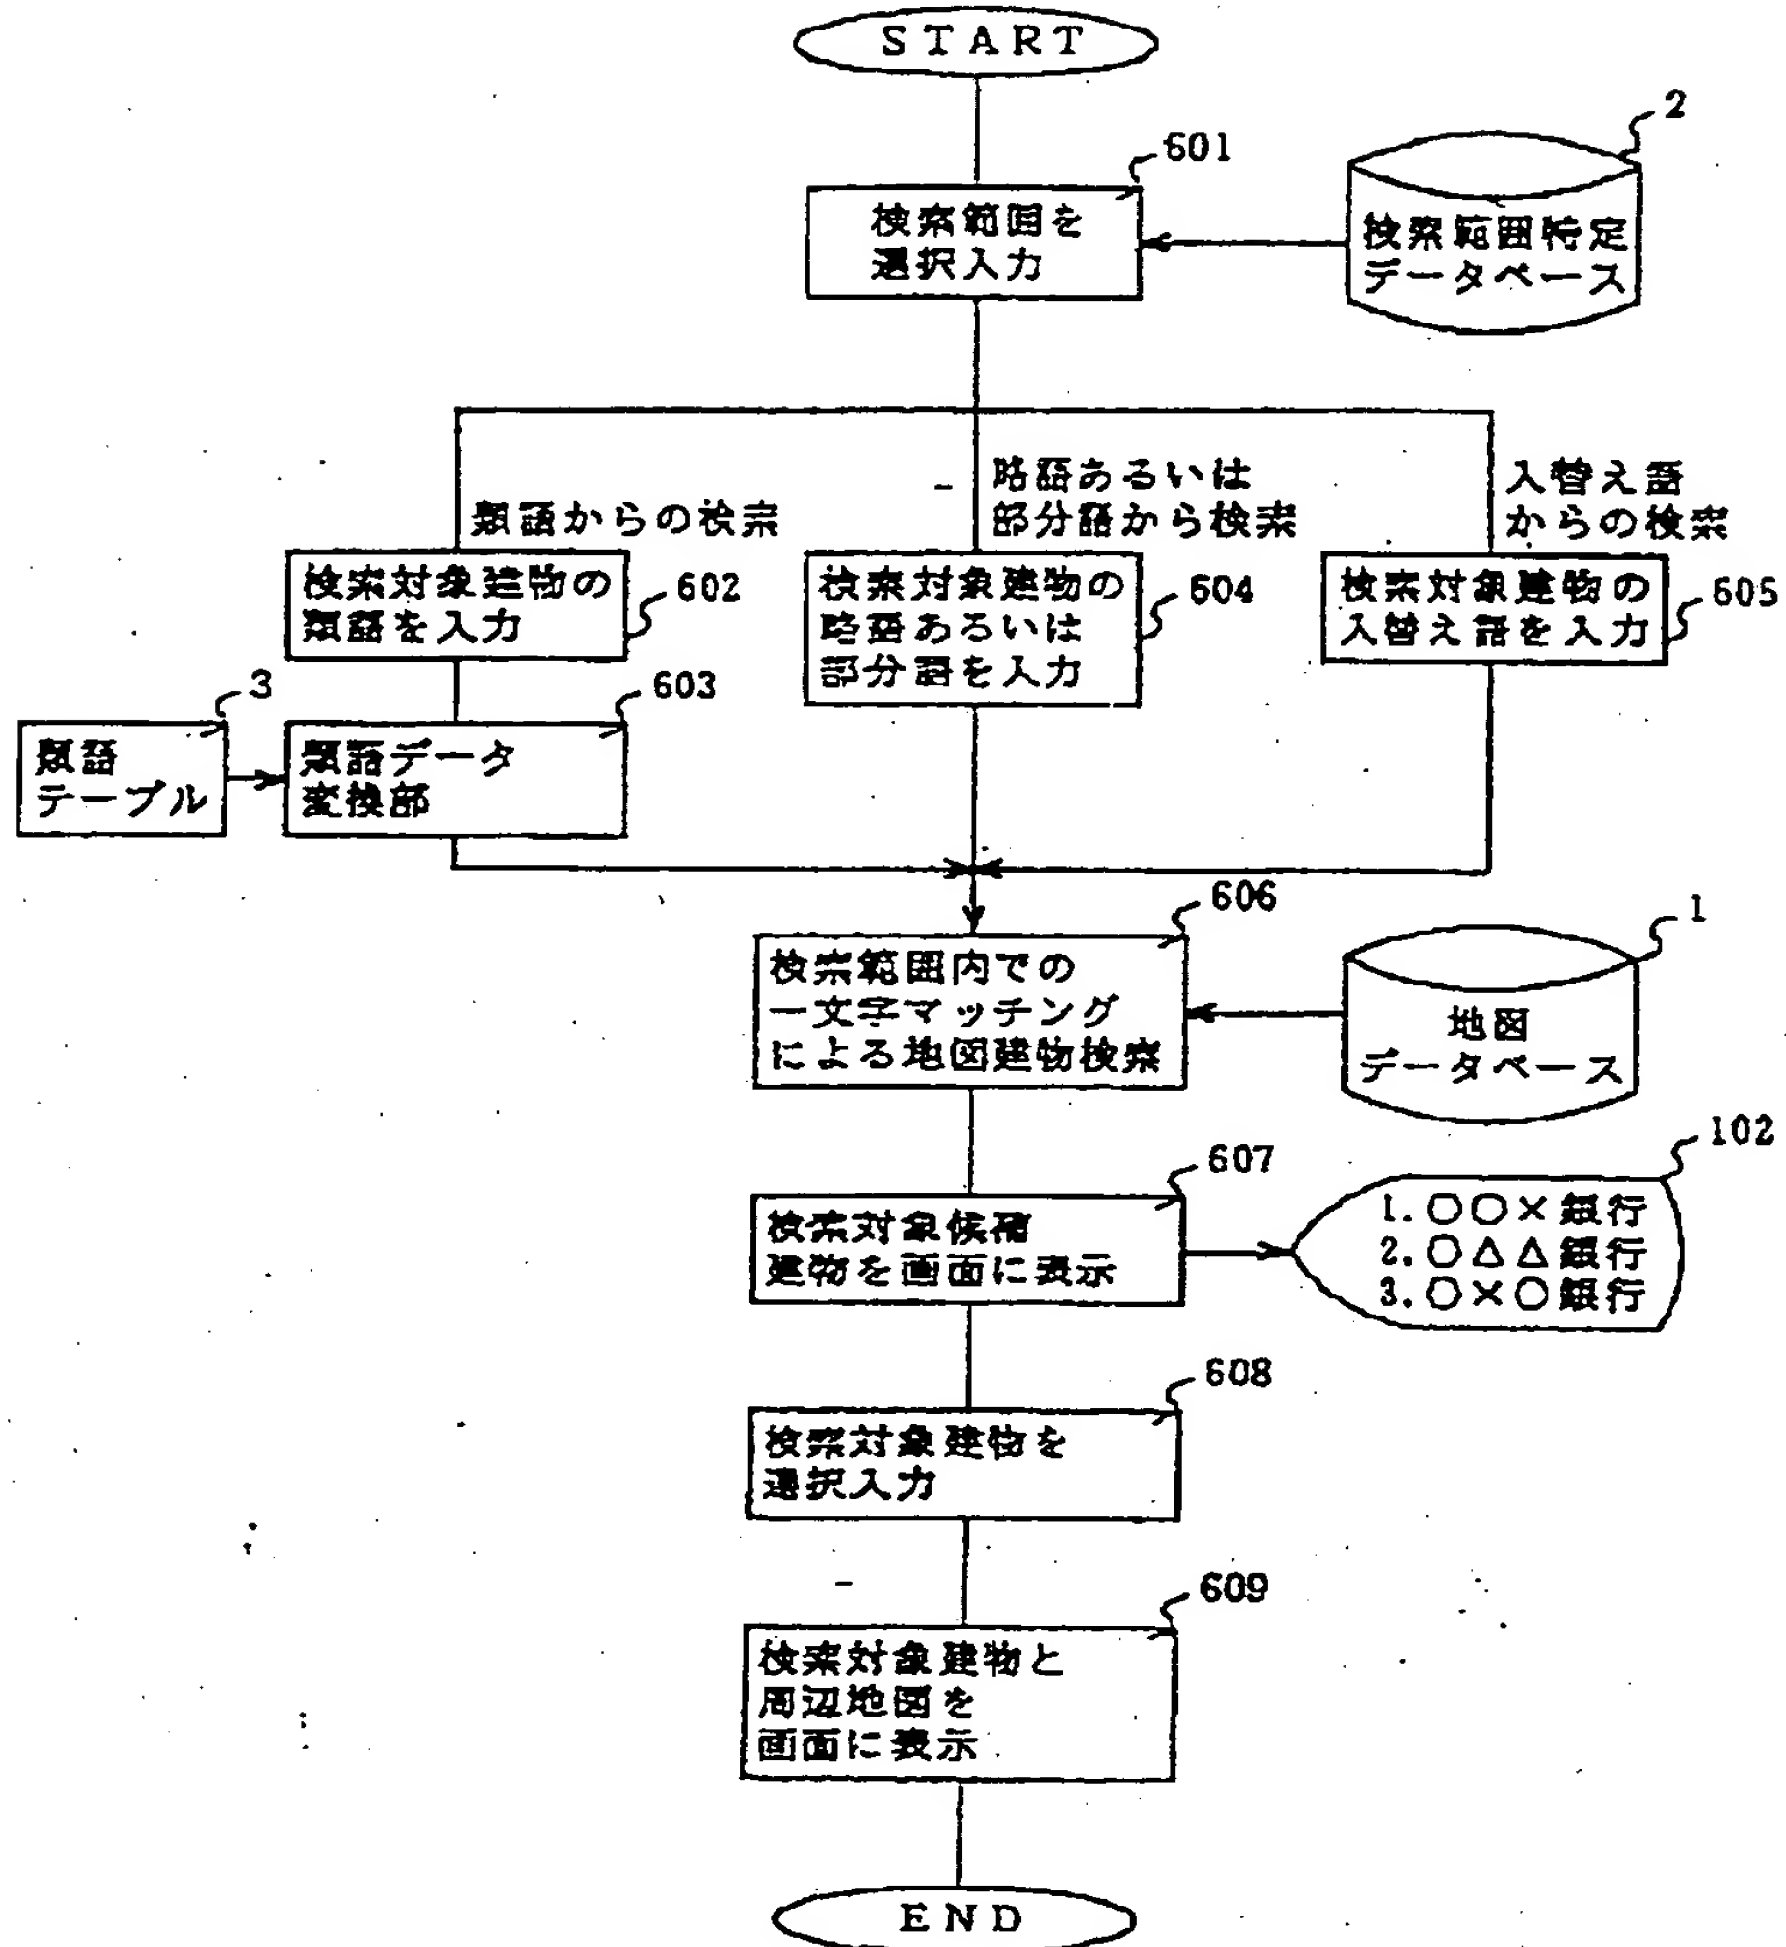 START
601
2
検索範囲を
選択入力
検索範囲特定
データベース
類語からの検索
略語あるいは
部分語から検索
入替え語
からの検索
検索対象建物の
類語を入力
602
検索対象建物の
略語あるいは
部分語を入力
604
検索対象建物の
入替え語を入力
605
3
類語
テーブル
603
類語データ
変換部
606
検索範囲内での
一文字マッチング
による地図建物検索
1
地図
データベース
607
検索対象候補
建物を画面に表示
102
1.○○×銀行
2.○△△銀行
3.○×○銀行
608
検索対象建物を
選択入力
609
検索対象建物と
周辺地図を
画面に表示
END